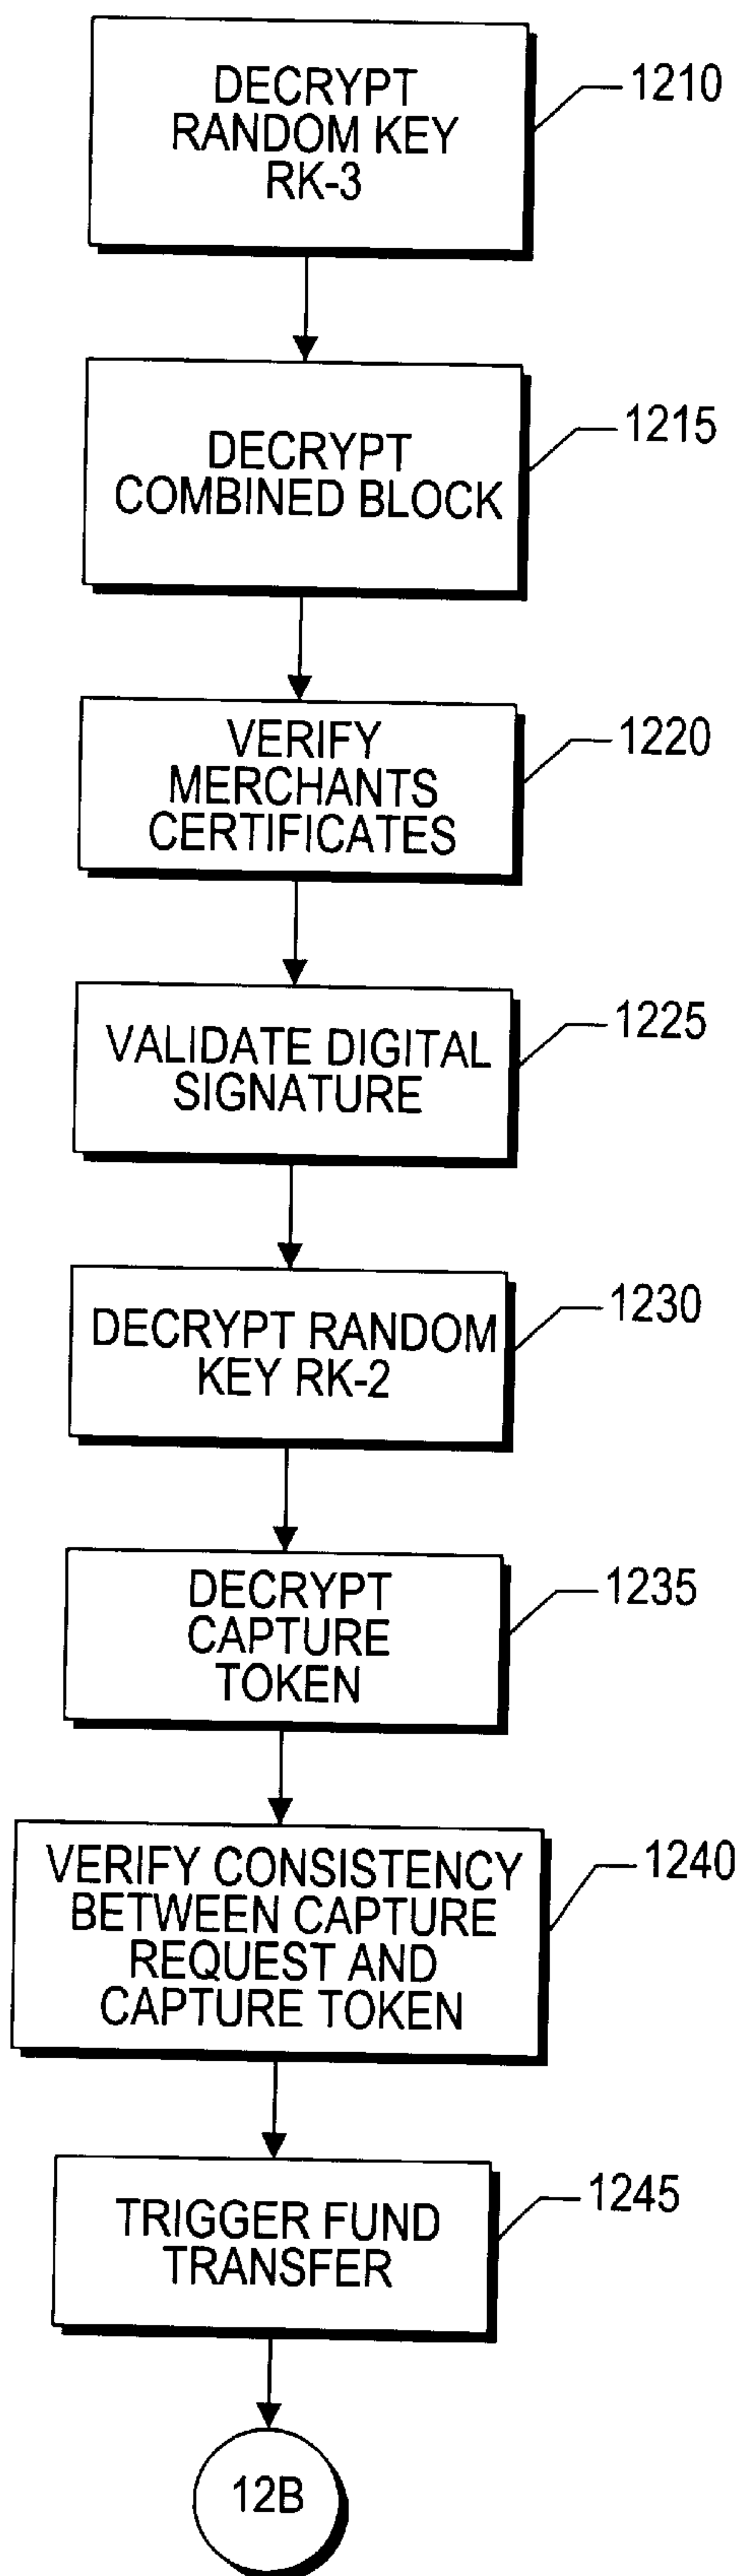 DECRYPT
RANDOM KEY
RK-3
1210
DECRYPT
COMBINED BLOCK
1215
VERIFY
MERCHANTS
CERTIFICATES
1220
VALIDATE DIGITAL
SIGNATURE
1225
DECRYPT RANDOM
KEY RK-2
1230
DECRYPT
CAPTURE
TOKEN
1235
VERIFY CONSISTENCY
BETWEEN CAPTURE
REQUEST AND
CAPTURE TOKEN
1240
TRIGGER FUND
TRANSFER
1245
12B